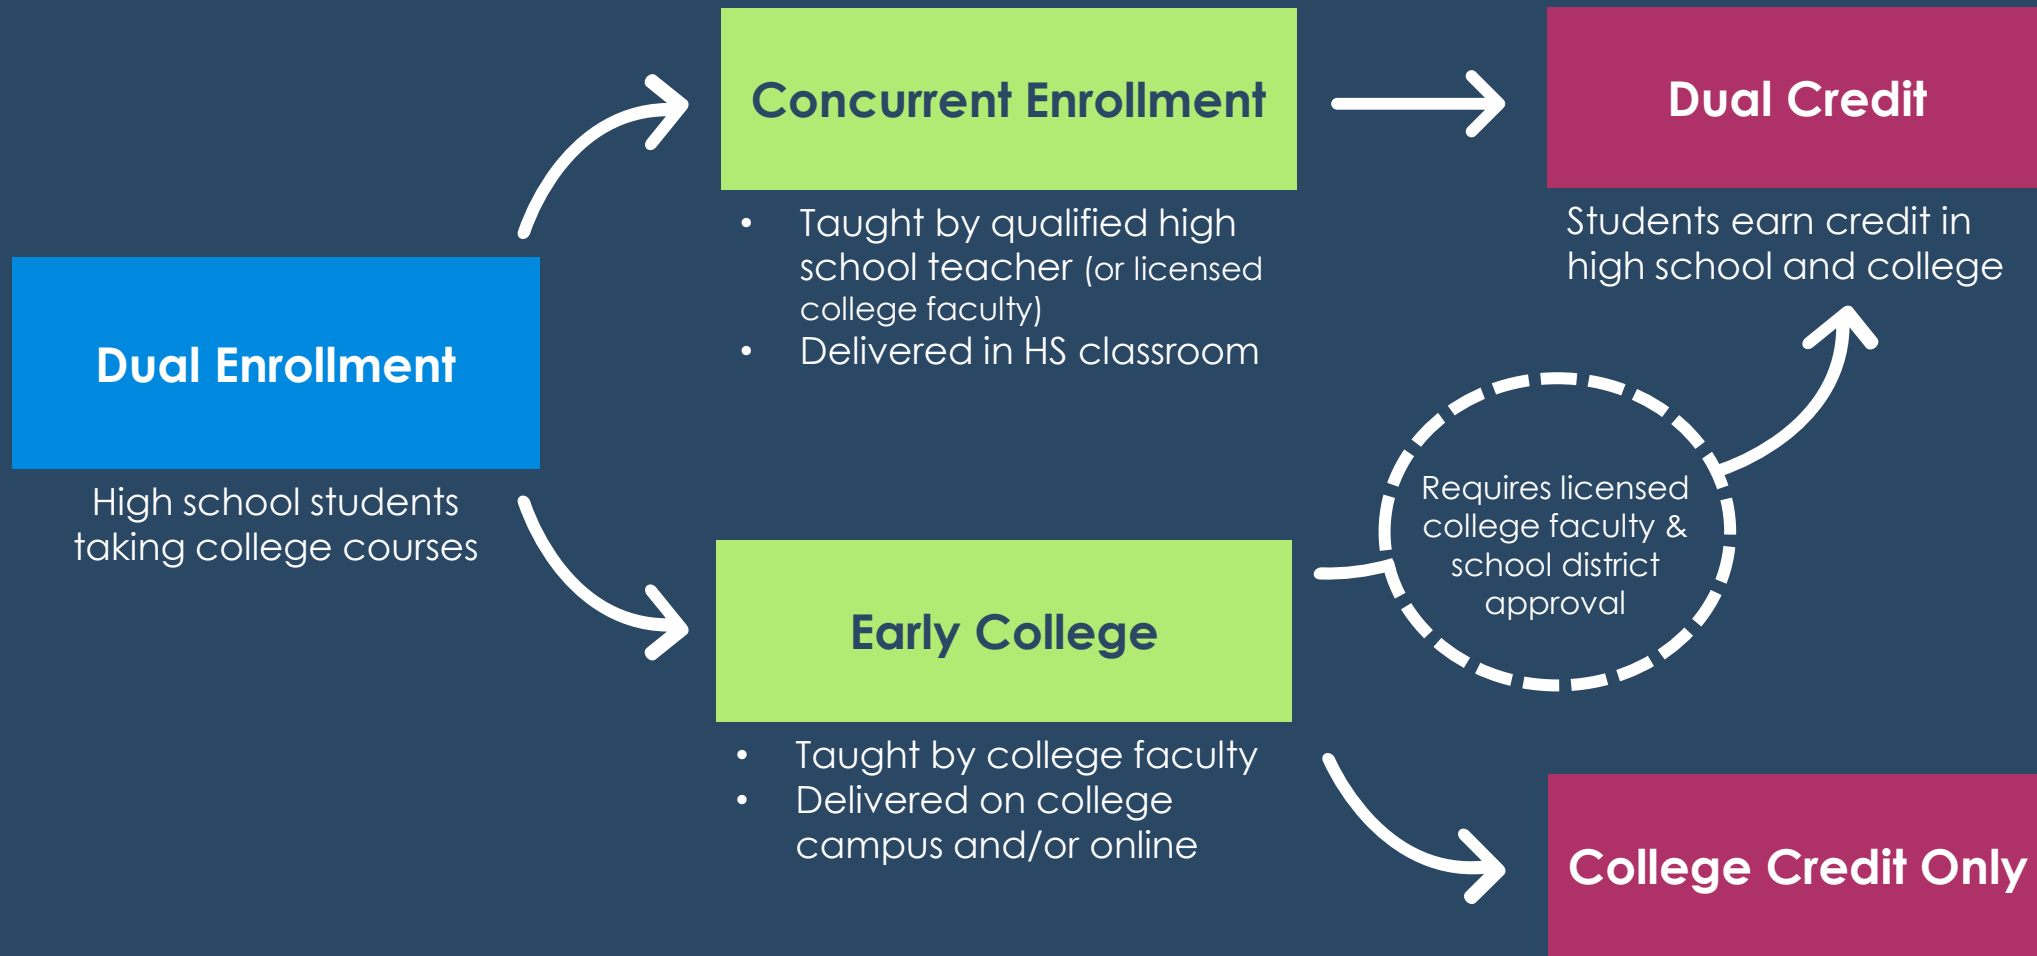 Dual Enrollment
High school students
taking college courses
Concurrent Enrollment
• Taught by qualified high
school teacher (or licensed
college faculty)
• Delivered in HS classroom
Early College
• Taught by college faculty
• Delivered on college
campus and/or online
Requires licensed
college faculty &
school district
approval
Dual Credit
Students earn credit in
high school and college
College Credit Only